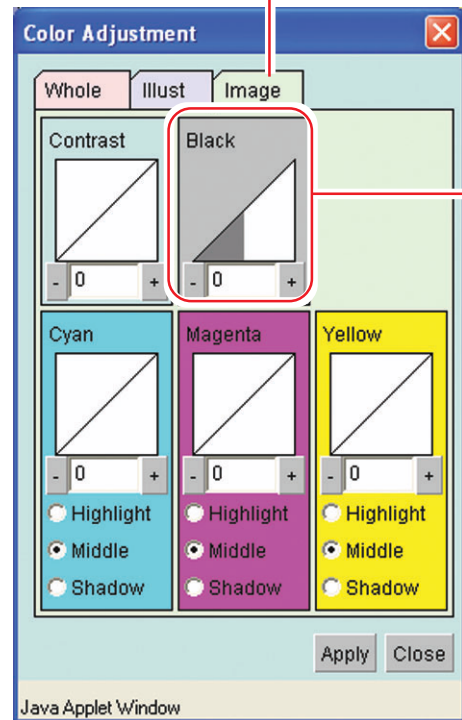 Color Adjustment
Whole Illust Image
Contrast Black
- 0 + - 0 +
Cyan Magenta Yellow
- 0 + - 0 + - 0 +
Highlight Highlight Highlight
Middle Middle Middle
Shadow Shadow Shadow
Apply Close
Java Applet Window